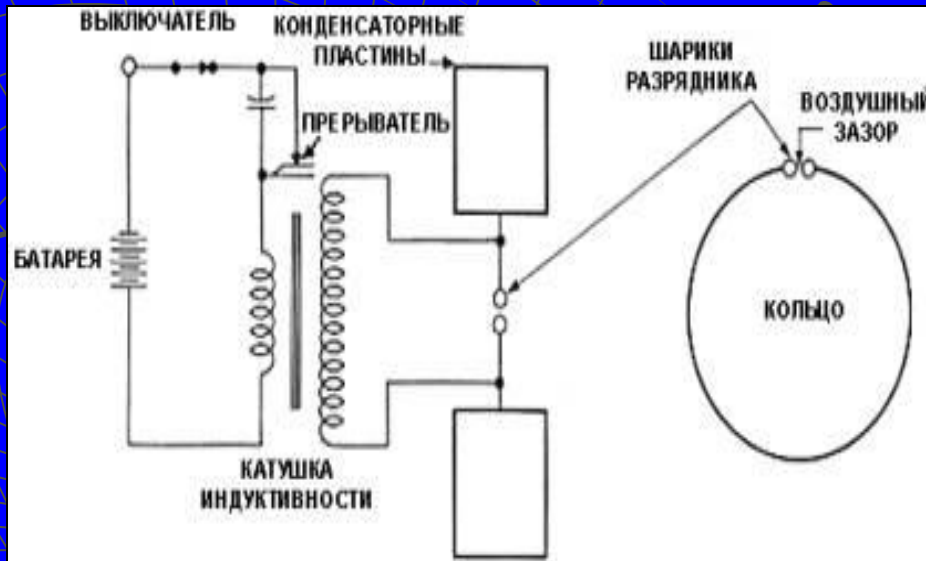 ВЫКЛЮЧАТЕЛЬ
КОНДЕНСАТОРНЫЕ
ПЛАСТИНЫ
ШАРИКИ
РАЗРЯДНИКА
ВОЗДУШНЫЙ
ЗАЗОР
ПРЕРЫВАТЕЛЬ
БАТАРЕЯ
КОЛЬЦО
КАТУШКА
ИНДУКТИВНОСТИ